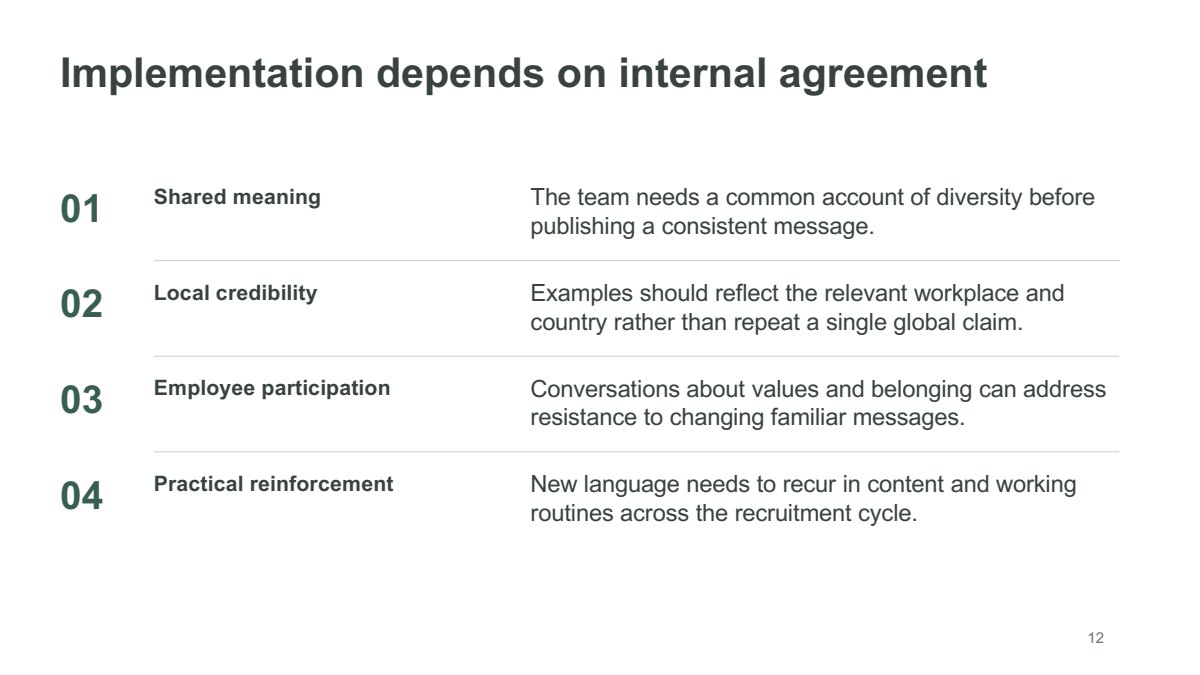 Implementation depends on internal agreement
01
Shared meaning
The team needs a common account of diversity before
publishing a consistent message.
02
Local credibility
Examples should reflect the relevant workplace and
country rather than repeat a single global claim.
03
Employee participation
Conversations about values and belonging can address
resistance to changing familiar messages.
04
Practical reinforcement
New language needs to recur in content and working
routines across the recruitment cycle.
12